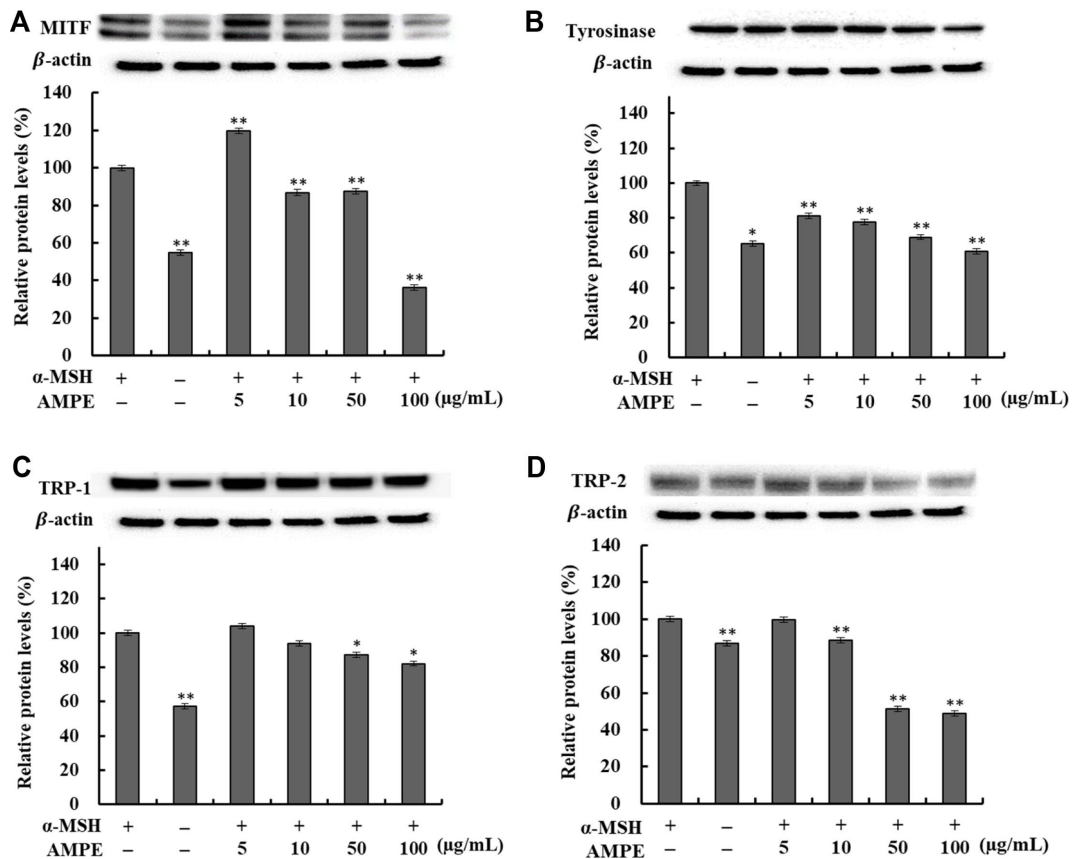 A
MITF
β-actin
Relative protein levels (%)
140
120
100
80
60
40
20
0
** ** ** ** **
α-MSH + – + + + +
AMPE – – 5 10 50 100 (μg/mL)
B
Tyrosinase
β-actin
Relative protein levels (%)
140
120
100
80
60
40
20
0
* ** ** ** **
α-MSH + – + + + +
AMPE – – 5 10 50 100 (μg/mL)
C
TRP-1
β-actin
Relative protein levels (%)
140
120
100
80
60
40
20
0
** * *
α-MSH + – + + + +
AMPE – – 5 10 50 100 (μg/mL)
D
TRP-2
β-actin
Relative protein levels (%)
140
120
100
80
60
40
20
0
** ** ** **
α-MSH + – + + + +
AMPE – – 5 10 50 100 (μg/mL)